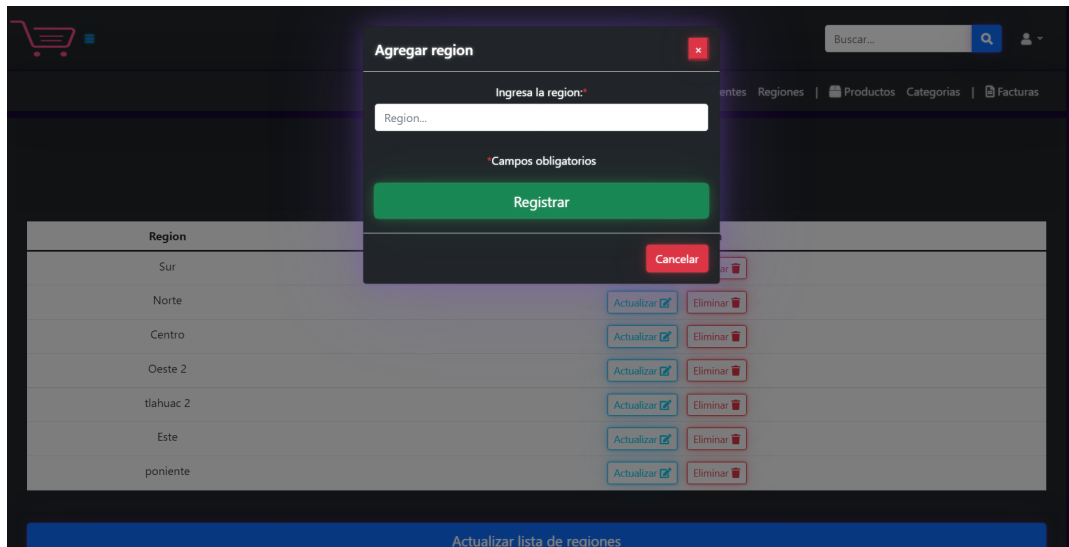 Agregar region
×
Buscar...
Ingresa la region:*
Region...
Regiones | Productos Categorias | Facturas
*Campos obligatorios
Registrar
Cancelar
Region
Sur
Norte Actualizar Eliminar
Centro Actualizar Eliminar
Oeste 2 Actualizar Eliminar
tlahuac 2 Actualizar Eliminar
Este Actualizar Eliminar
poniente Actualizar Eliminar
Actualizar lista de regiones